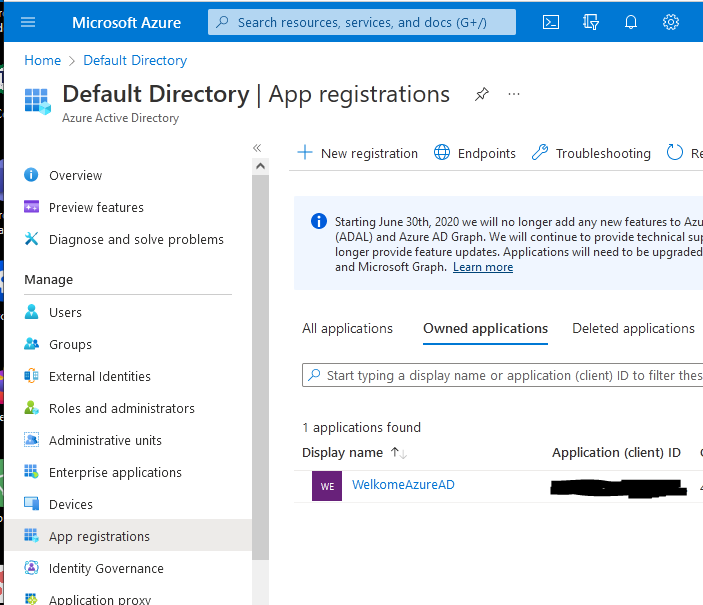 Microsoft Azure
Search resources, services, and docs (G+/)
Home > Default Directory
Default Directory | App registrations
Azure Active Directory
Overview
Preview features
Diagnose and solve problems
Manage
Users
Groups
External Identities
Roles and administrators
Administrative units
Enterprise applications
Devices
App registrations
Identity Governance
Application proxy
New registration
Endpoints
Troubleshooting
Starting June 30th, 2020 we will no longer add any new features to
(ADAL) and Azure AD Graph. We will continue to provide technical
longer provide feature updates. Applications will need to be upgraded
and Microsoft Graph. Learn more
All applications
Owned applications
Deleted applications
Start typing a display name or application (client) ID to filter
1 applications found
Display name
Application (client) ID
WE
WelkomeAzureAD